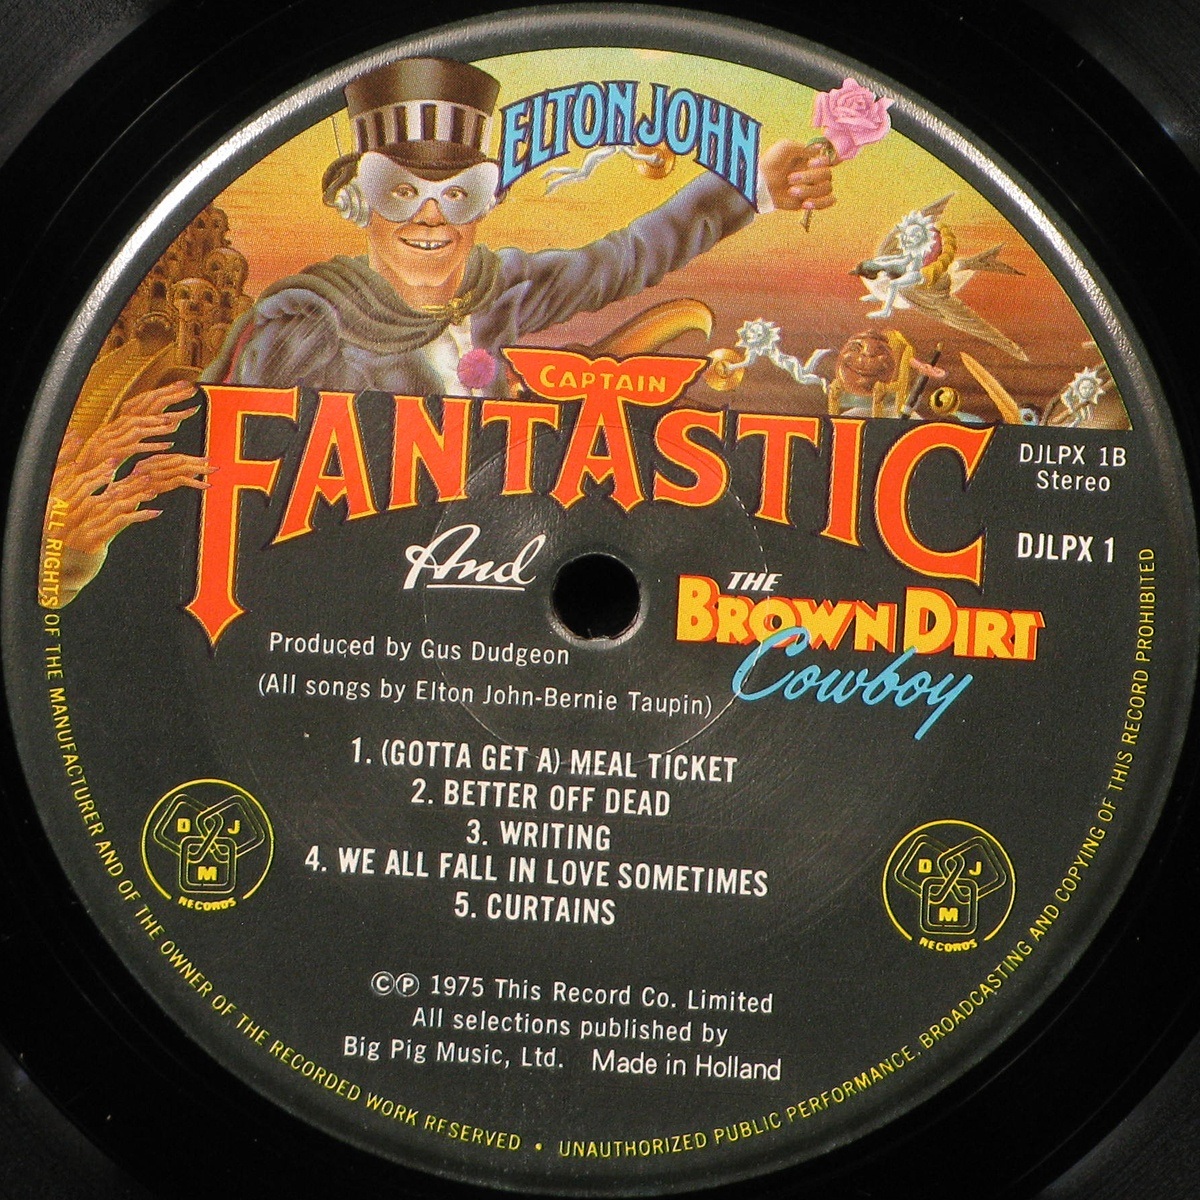 ELTON JOHN
CAPTAIN
FANTASTIC
DJLPX 1B
Stereo
DJLPX 1
And
THE
BROWN DIRT
Cowboy
Produced by Gus Dudgeon
(All songs by Elton John-Bernie Taupin)
1. (GOTTA GET A) MEAL TICKET
2. BETTER OFF DEAD
3. WRITING
4. WE ALL FALL IN LOVE SOMETIMES
5. CURTAINS
D J
M
RECORDS
D J
M
RECORDS
©℗ 1975 This Record Co. Limited
All selections published by
Big Pig Music, Ltd. Made in Holland
ALL RIGHTS OF THE MANUFACTURER AND OF THE OWNER OF THE RECORDED WORK RESERVED • UNAUTHORIZED PUBLIC PERFORMANCE, BROADCASTING AND COPYING OF THIS RECORD PROHIBITED